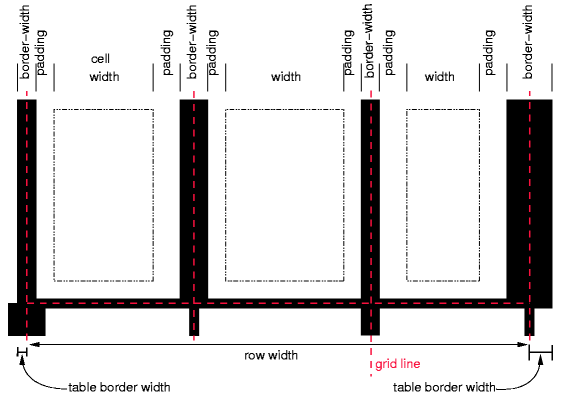 border-width
padding
cell
width
padding
border-width
padding
width
padding
border-width
padding
width
padding
border-width
row width
grid line
table border width
table border width